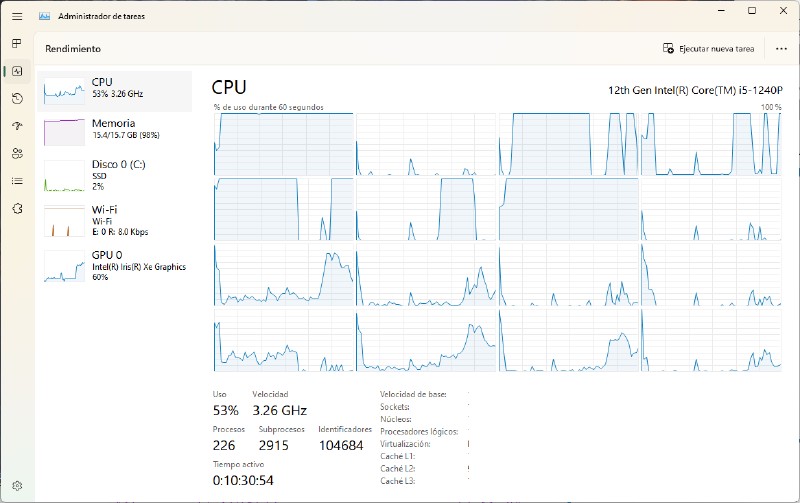 Administrador de tareas
Rendimiento
Ejecutar nueva tarea
CPU
53% 3.26 GHz
Memoria
15.4/15.7 GB (98%)
Disco 0 (C:)
SSD
2%
Wi-Fi
Wi-Fi
E: 0 R: 8.0 Kbps
GPU 0
Intel(R) Iris(R) Xe Graphics
60%
CPU
12th Gen Intel(R) Core(TM) i5-1240P
% de uso durante 60 segundos
100 %
Uso
Velocidad
53%
3.26 GHz
Procesos
Subprocesos
Identificadores
226
2915
104684
Tiempo activo
0:10:30:54
Velocidad de base:
Sockets:
Núcleos:
Procesadores lógicos:
Virtualización:
Caché L1:
Caché L2:
Caché L3: